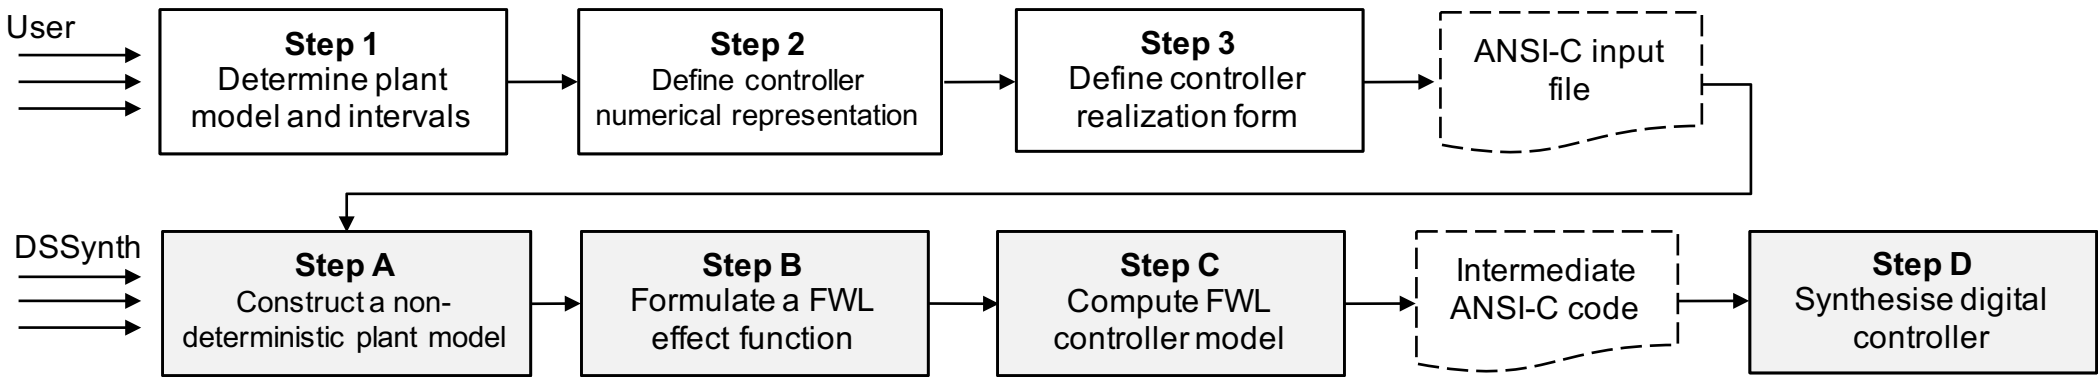 User
Step 1
Determine plant
model and intervals
Step 2
Define controller
numerical representation
Step 3
Define controller
realization form
ANSI-C input
file
DSSynth
Step A
Construct a non-
deterministic plant model
Step B
Formulate a FWL
effect function
Step C
Compute FWL
controller model
Intermediate
ANSI-C code
Step D
Synthesise digital
controller